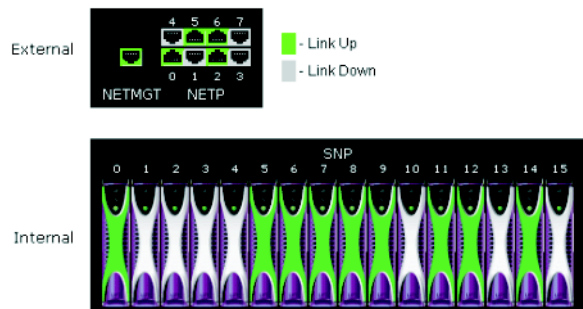 External
4 5 6 7
0 1 2 3
NETMGT NETP
- Link Up
- Link Down
Internal
SNP
0 1 2 3 4 5 6 7 8 9 10 11 12 13 14 15